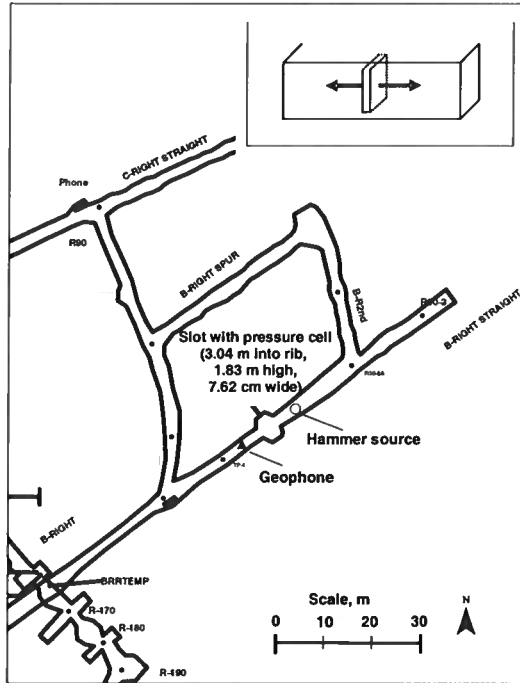 C-RIGHT STRAIGHT
Phone
R90
B-RIGHT SPUR
B-R2nd
B-RIGHT STRAIGHT
Slot with pressure cell
(3.04 m into rib,
1.83 m high,
7.62 cm wide)
Hammer source
Geophone
B-RIGHT
BRRTEMP
R-170
R-180
R-190
Scale, m
0 10 20 30
N